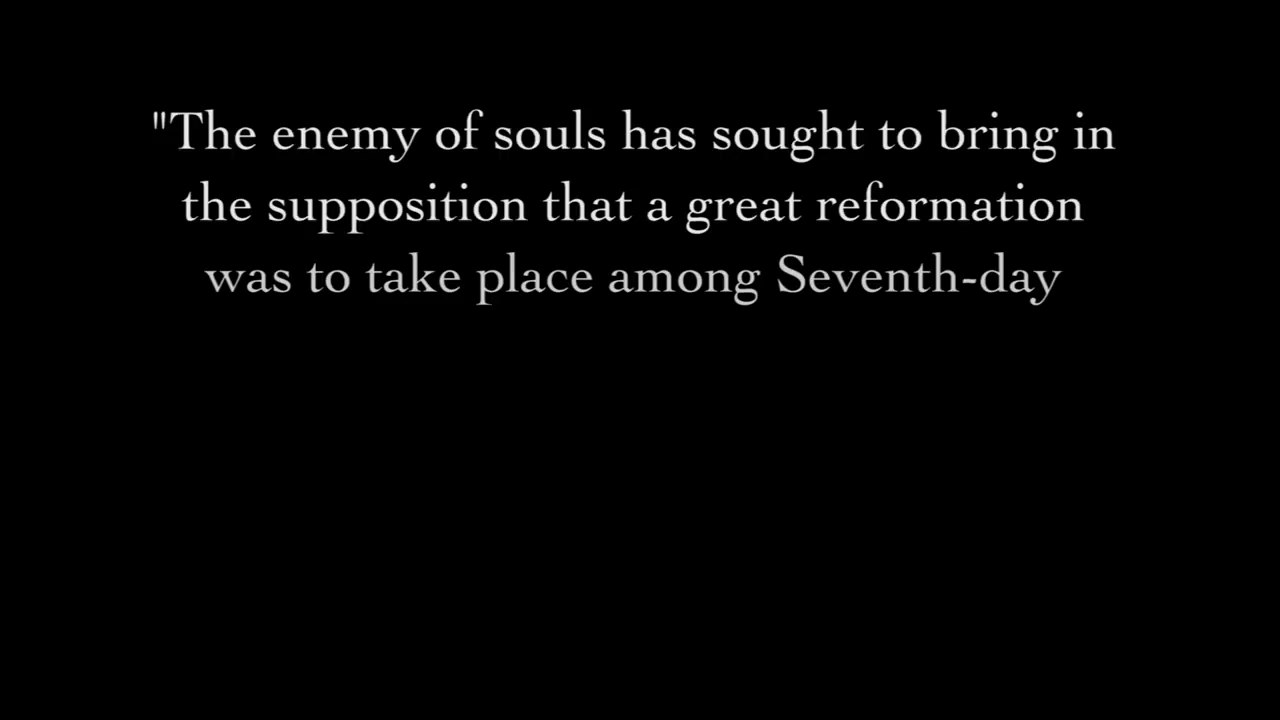 "The enemy of souls has sought to bring in
the supposition that a great reformation
was to take place among Seventh-day